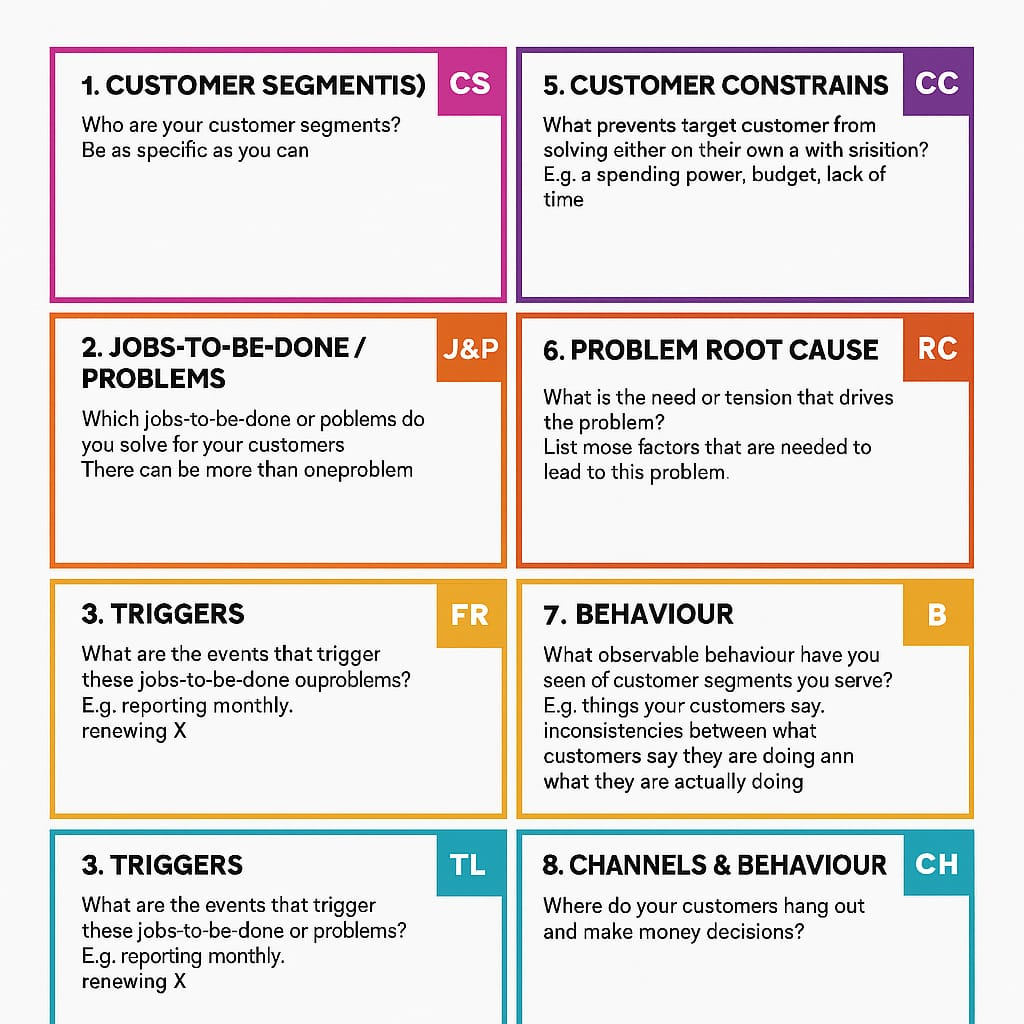 1. CUSTOMER SEGMENTIS)
CS
Who are your customer segments?
Be as specific as you can
5. CUSTOMER CONSTRAINS
CC
What prevents target customer from
solving either on their own a with srisition?
E.g. a spending power, budget, lack of
time
2. JOBS-TO-BE-DONE /
PROBLEMS
J&P
Which jobs-to-be-done or poblems do
you solve for your customers
There can be more than oneproblem
6. PROBLEM ROOT CAUSE
RC
What is the need or tension that drives
the problem?
List mose factors that are needed to
lead to this problem.
3. TRIGGERS
FR
What are the events that trigger
these jobs-to-be-done ouproblems?
E.g. reporting monthly.
renewing X
7. BEHAVIOUR
B
What observable behaviour have you
seen of customer segments you serve?
E.g. things your customers say.
inconsistencies between what
customers say they are doing ann
what they are actually doing
3. TRIGGERS
TL
What are the events that trigger
these jobs-to-be-done or problems?
E.g. reporting monthly.
renewing X
8. CHANNELS & BEHAVIOUR
CH
Where do your customers hang out
and make money decisions?